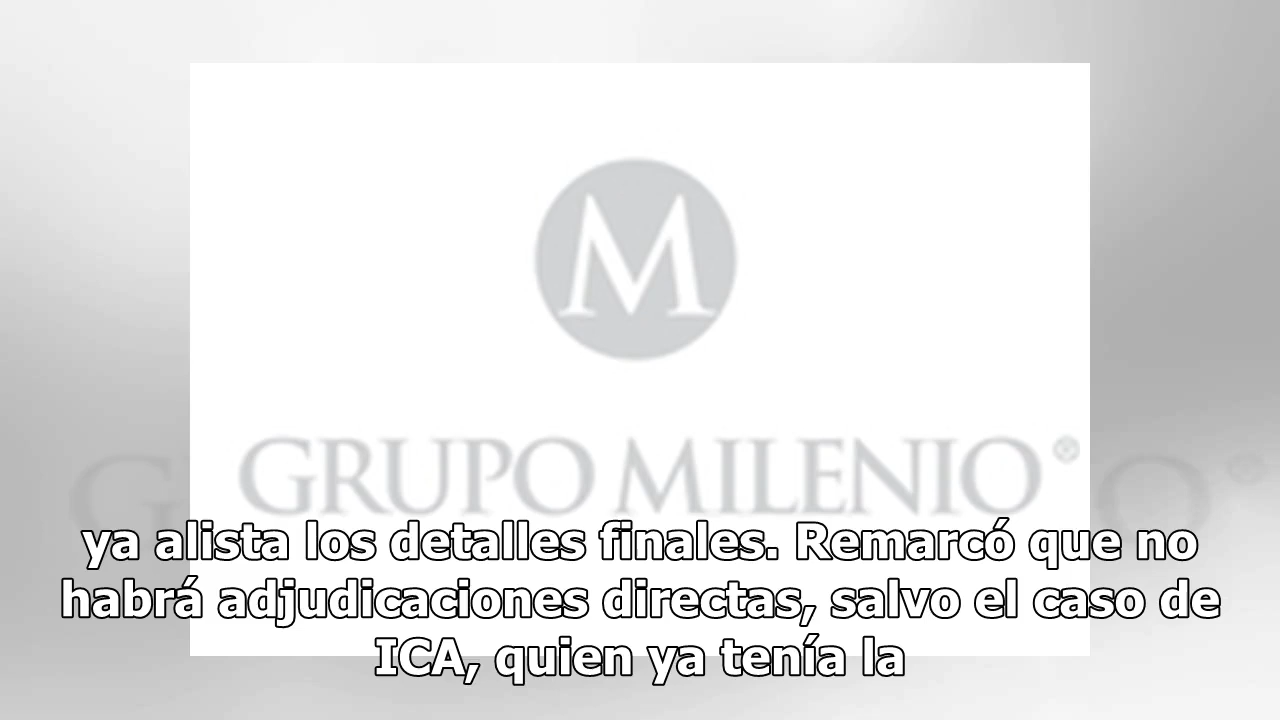 M
GRUPO MILENIO®
ya alista los detalles finales. Remarcó que no
habrá adjudicaciones directas, salvo el caso de
ICA, quien ya tenía la